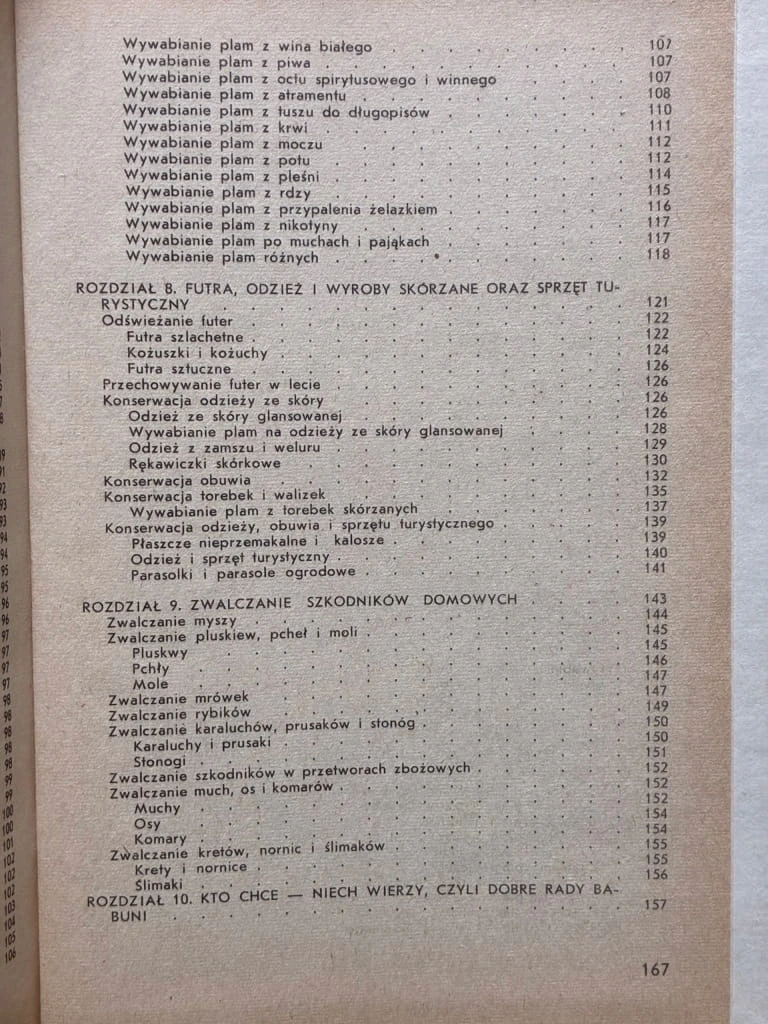 Wywabianie plam z wina białego . . . . . . . . 107
Wywabianie plam z piwa . . . . . . . . . . 107
Wywabianie plam z octu spirytusowego i winnego . . . . 107
Wywabianie plam z atramentu . . . . . . . . . 108
Wywabianie plam z tuszu do długopisów . . . . . . 110
Wywabianie plam z krwi . . . . . . . . . . 111
Wywabianie plam z moczu . . . . . . . . . . 112
Wywabianie plam z potu . . . . . . . . . . 112
Wywabianie plam z pleśni . . . . . . . . . . 114
Wywabianie plam z rdzy . . . . . . . . . . 115
Wywabianie plam z przypalenia żelazkiem . . . . . . 116
Wywabianie plam z nikotyny . . . . . . . . . 117
Wywabianie plam po muchach i pająkach . . . . . . 117
Wywabianie plam różnych . . . . . . . . . . 118
ROZDZIAŁ 8. FUTRA, ODZIEŻ I WYROBY SKÓRZANE ORAZ SPRZĘT TU-
RYSTYCZNY . . . . . . . . . . . . . . 121
Odświeżanie futer . . . . . . . . . . . . . 122
Futra szlachetne . . . . . . . . . . . . . 122
Kożuszki i kożuchy . . . . . . . . . . . . 124
Futra sztuczne . . . . . . . . . . . . . 126
Przechowywanie futer w lecie . . . . . . . . . . 126
Konserwacja odzieży ze skóry . . . . . . . . . . 126
Odzież ze skóry glansowanej . . . . . . . . . 126
Wywabianie plam na odzieży ze skóry glansowanej . . . . 128
Odzież z zamszu i weluru . . . . . . . . . . 129
Rękawiczki skórkowe . . . . . . . . . . . 130
Konserwacja obuwia . . . . . . . . . . . . 132
Konserwacja torebek i walizek . . . . . . . . . 135
Wywabianie plam z torebek skórzanych . . . . . . . 137
Konserwacja odzieży, obuwia i sprzętu turystycznego . . . . . 139
Płaszcze nieprzemakalne i kalosze . . . . . . . . 139
Odzież i sprzęt turystyczny . . . . . . . . . . 140
Parasolki i parasole ogrodowe . . . . . . . . . 141
ROZDZIAŁ 9. ZWALCZANIE SZKODNIKÓW DOMOWYCH . . . . 143
Zwalczanie myszy . . . . . . . . . . . . . 144
Zwalczanie pluskiew, pcheł i moli . . . . . . . . . 145
Pluskwy . . . . . . . . . . . . . . 145
Pchły . . . . . . . . . . . . . . . 146
Mole . . . . . . . . . . . . . . . 147
Zwalczanie mrówek . . . . . . . . . . . . 147
Zwalczanie rybików . . . . . . . . . . . . 149
Zwalczanie karaluchów, prusaków i stonóg . . . . . . . 150
Karaluchy i prusaki . . . . . . . . . . . . 150
Stonogi . . . . . . . . . . . . . . . 151
Zwalczanie szkodników w przetworach zbożowych . . . . . . 152
Zwalczanie much, os i komarów . . . . . . . . . . 152
Muchy . . . . . . . . . . . . . . . 152
Osy . . . . . . . . . . . . . . . 154
Komary . . . . . . . . . . . . . . . 154
Zwalczanie kretów, nornic i ślimaków . . . . . . . . 155
Krety i nornice . . . . . . . . . . . . . 155
Ślimaki . . . . . . . . . . . . . . . 156
ROZDZIAŁ 10. KTO CHCE — NIECH WIERZY, CZYLI DOBRE RADY BA-
BUNI . . . . . . . . . . . . . . . . 157
167